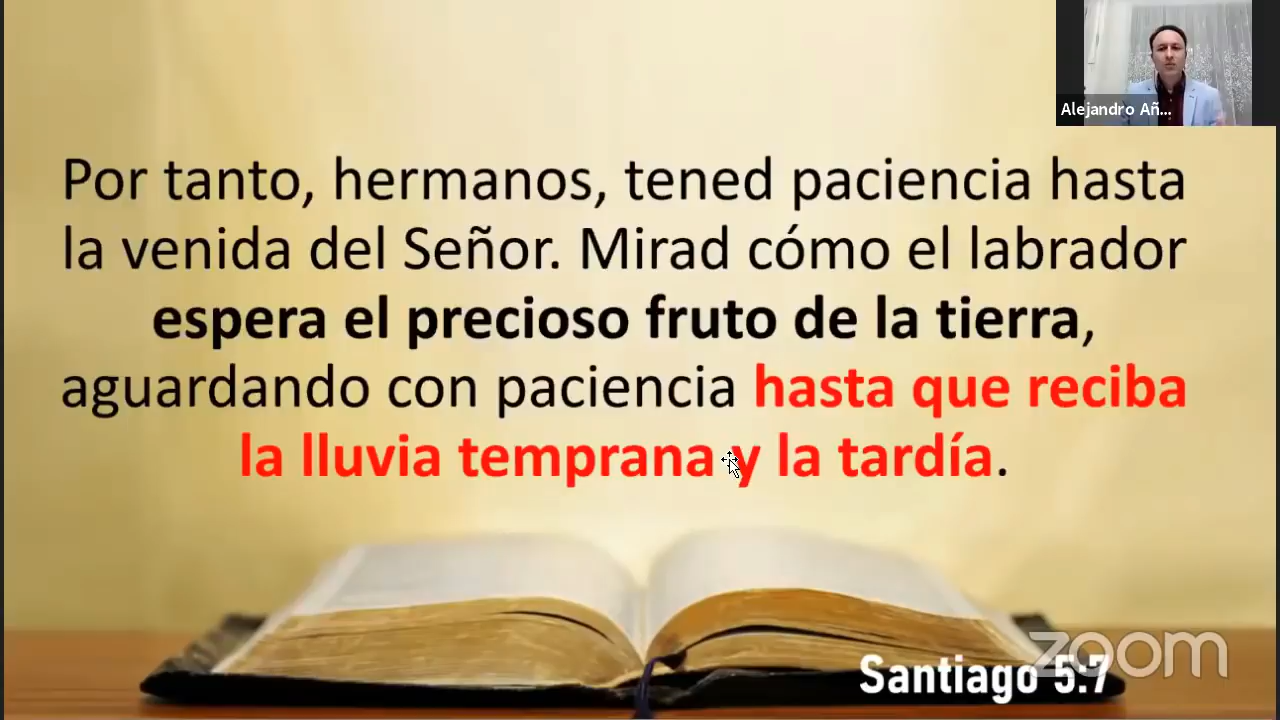 Alejandro Añ...
Por tanto, hermanos, tened paciencia hasta
la venida del Señor. Mirad cómo el labrador
espera el precioso fruto de la tierra,
aguardando con paciencia hasta que reciba
la lluvia temprana y la tardía.
Santiago 5:7
zoom